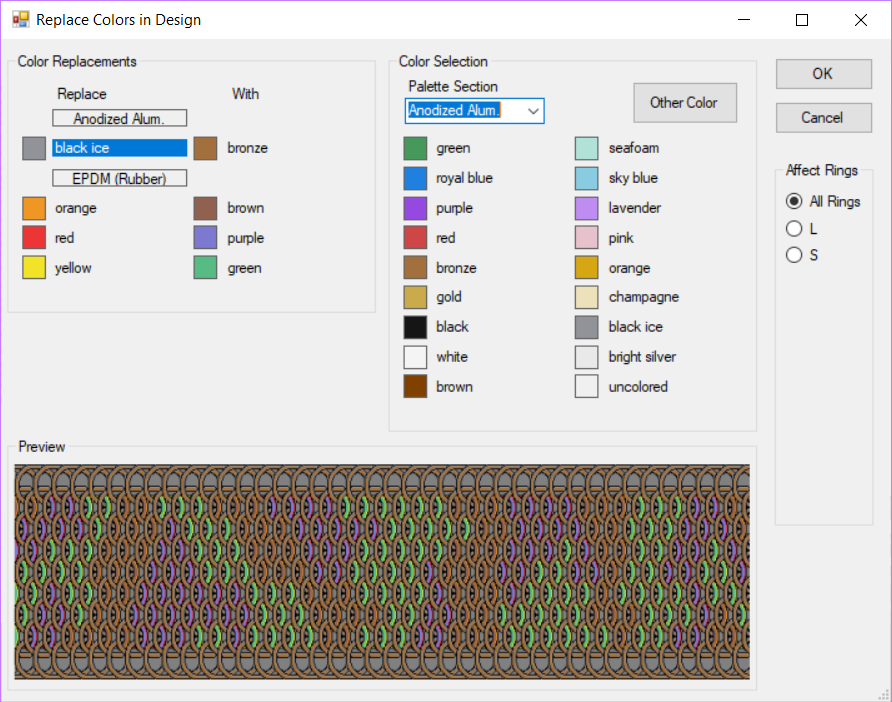 Replace Colors in Design
Color Replacements
Replace With
Anodized Alum.
black ice bronze
EPDM (Rubber)
orange brown
red purple
yellow green
Color Selection
Palette Section
Anodized Alum.
Other Color
green seafoam
royal blue sky blue
purple lavender
red pink
bronze orange
gold champagne
black black ice
white bright silver
brown uncolored
OK
Cancel
Affect Rings
All Rings
L
S
Preview